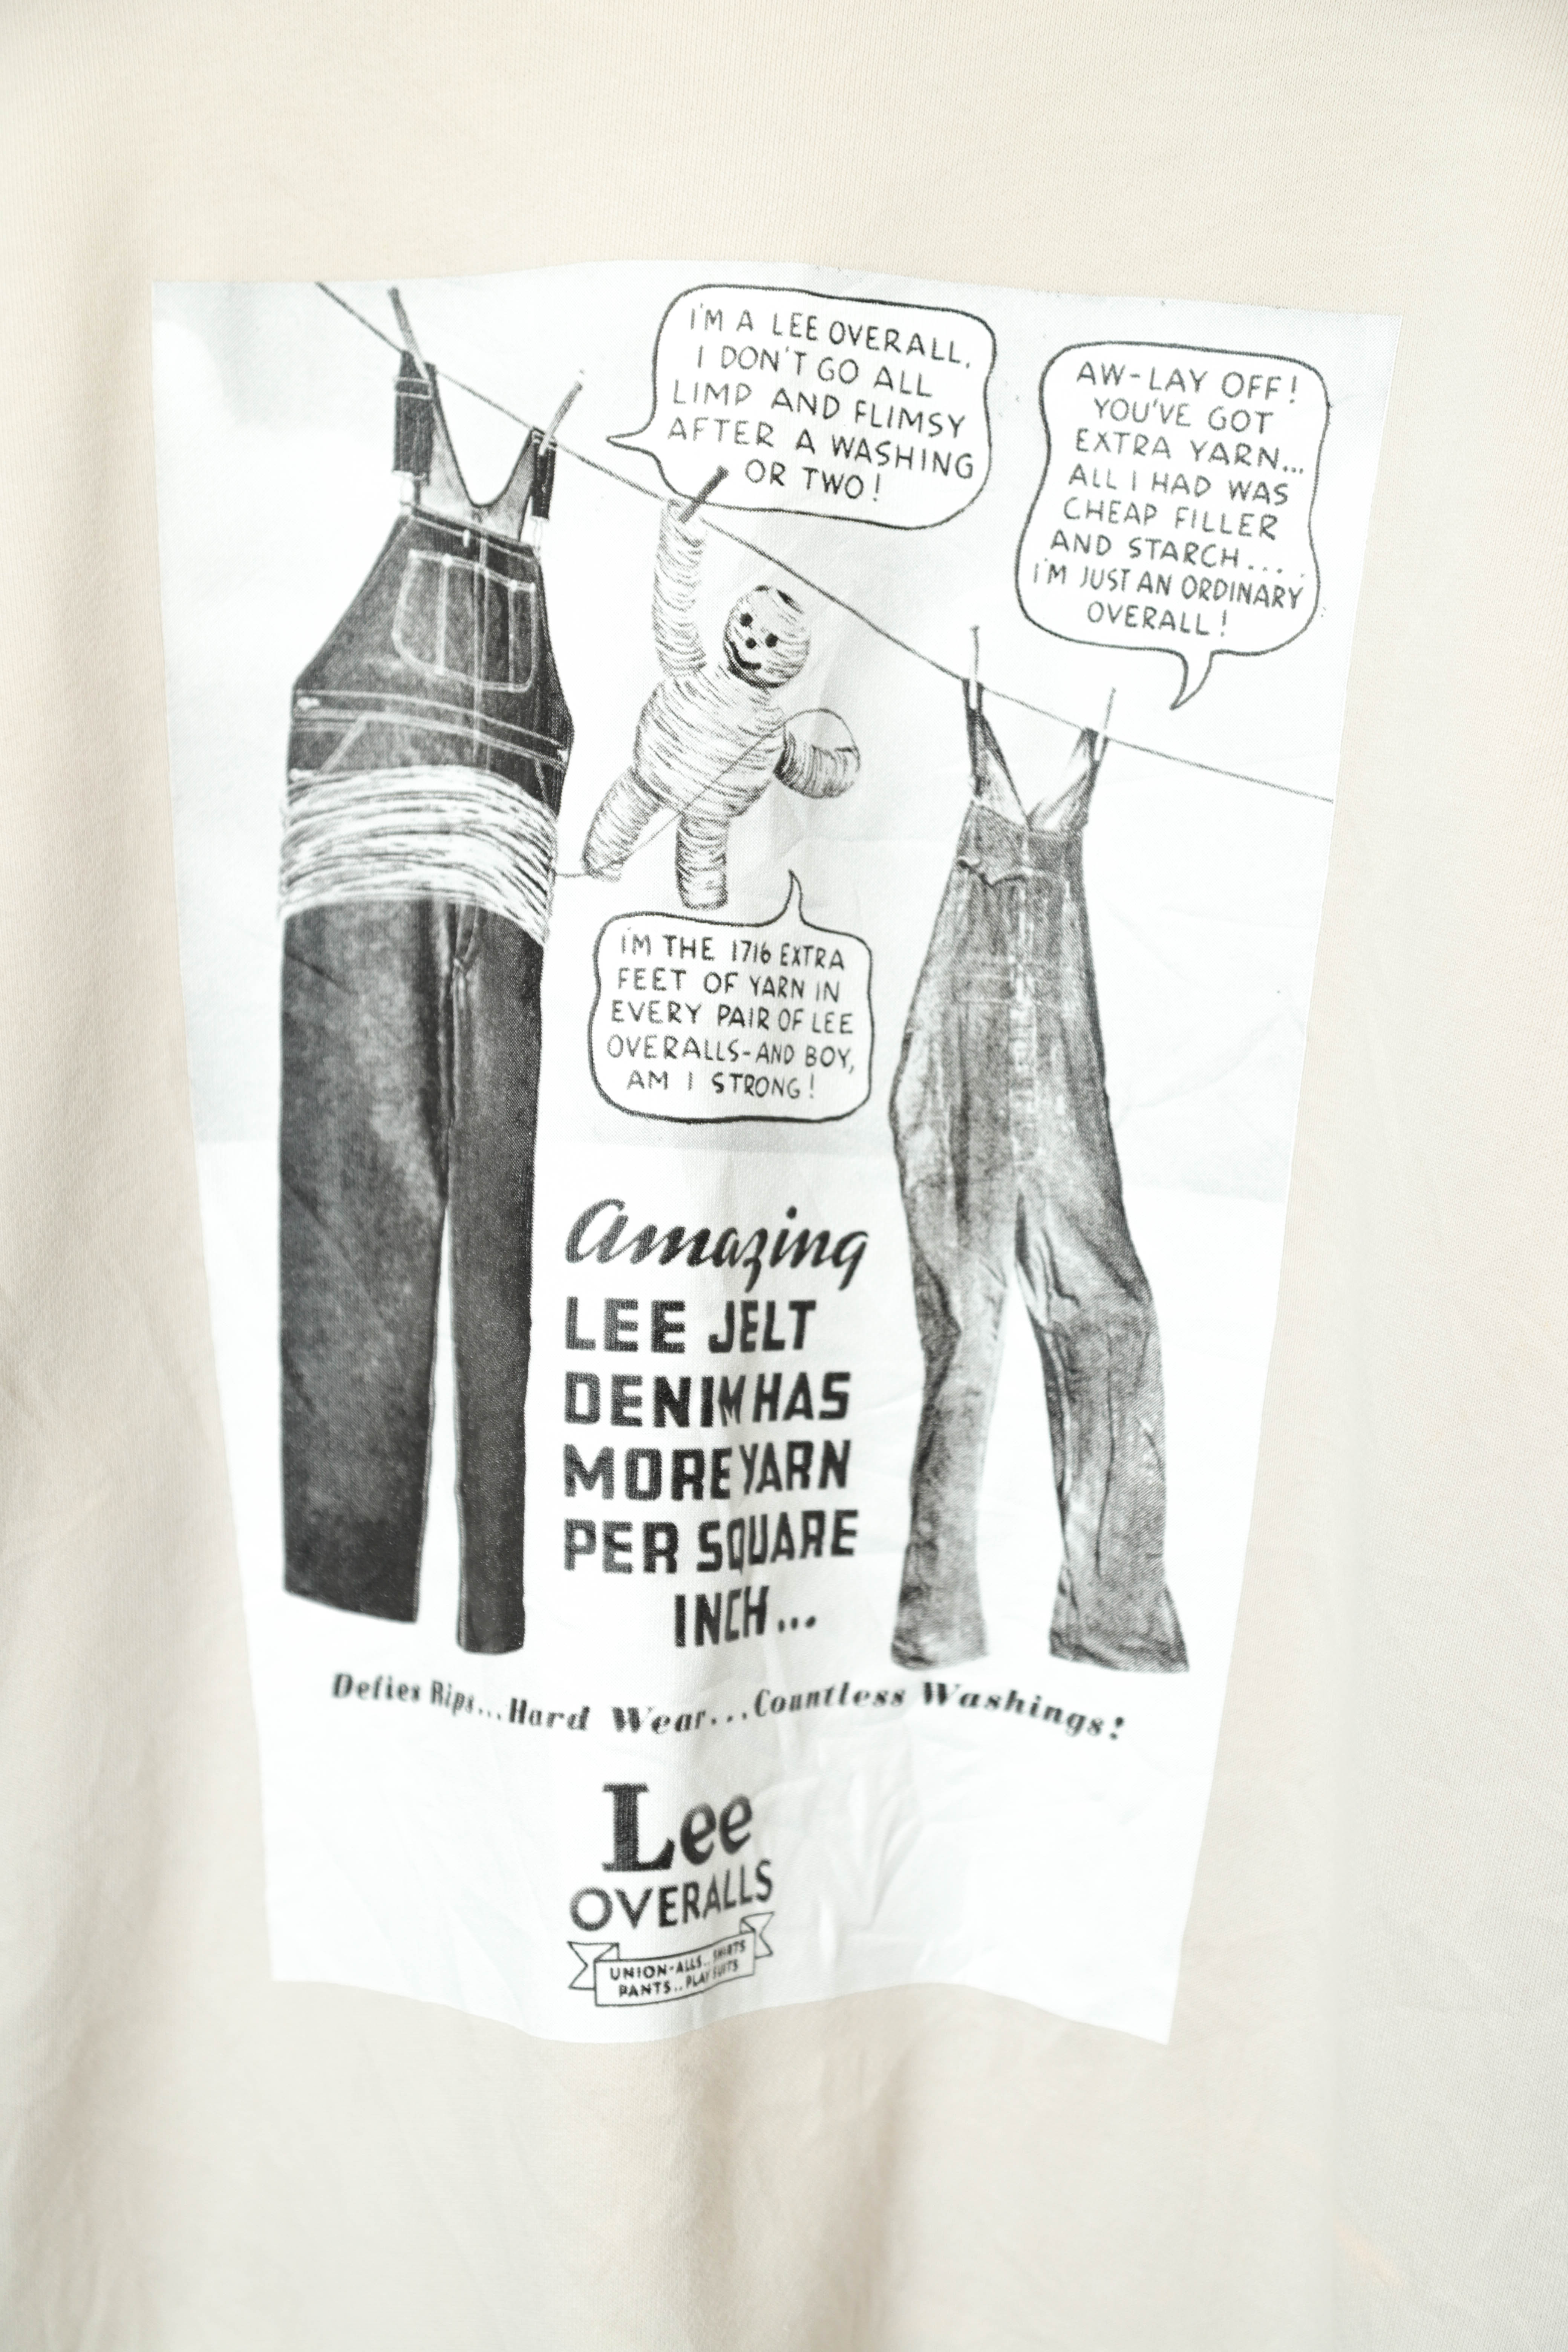 I'M A LEE OVERALL.
I DON'T GO ALL
LIMP AND FLIMSY
AFTER A WASHING
OR TWO!
AW-LAY OFF!
YOU'VE GOT
EXTRA YARN...
ALL I HAD WAS
CHEAP FILLER
AND STARCH....
I'M JUST AN ORDINARY
OVERALL!
I'M THE 1716 EXTRA
FEET OF YARN IN
EVERY PAIR OF LEE
OVERALLS-AND BOY,
AM I STRONG!
Amazing
LEE JELT
DENIM HAS
MORE YARN
PER SQUARE
INCH...
Defies Rips...Hard Wear...Countless Washings!
Lee
OVERALLS
UNION-ALLS..SHIRTS
PANTS..PLAY SUITS